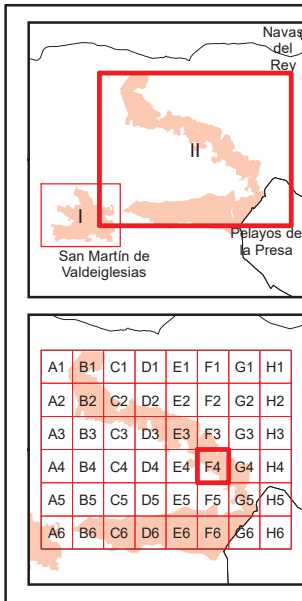 Navas
del
Rey
II
I
Pelayos de
la Presa
San Martín de
Valdeiglesias
A1 B1 C1 D1 E1 F1 G1 H1
A2 B2 C2 D2 E2 F2 G2 H2
A3 B3 C3 D3 E3 F3 G3 H3
A4 B4 C4 D4 E4 F4 G4 H4
A5 B5 C5 D5 E5 F5 G5 H5
A6 B6 C6 D6 E6 F6 G6 H6